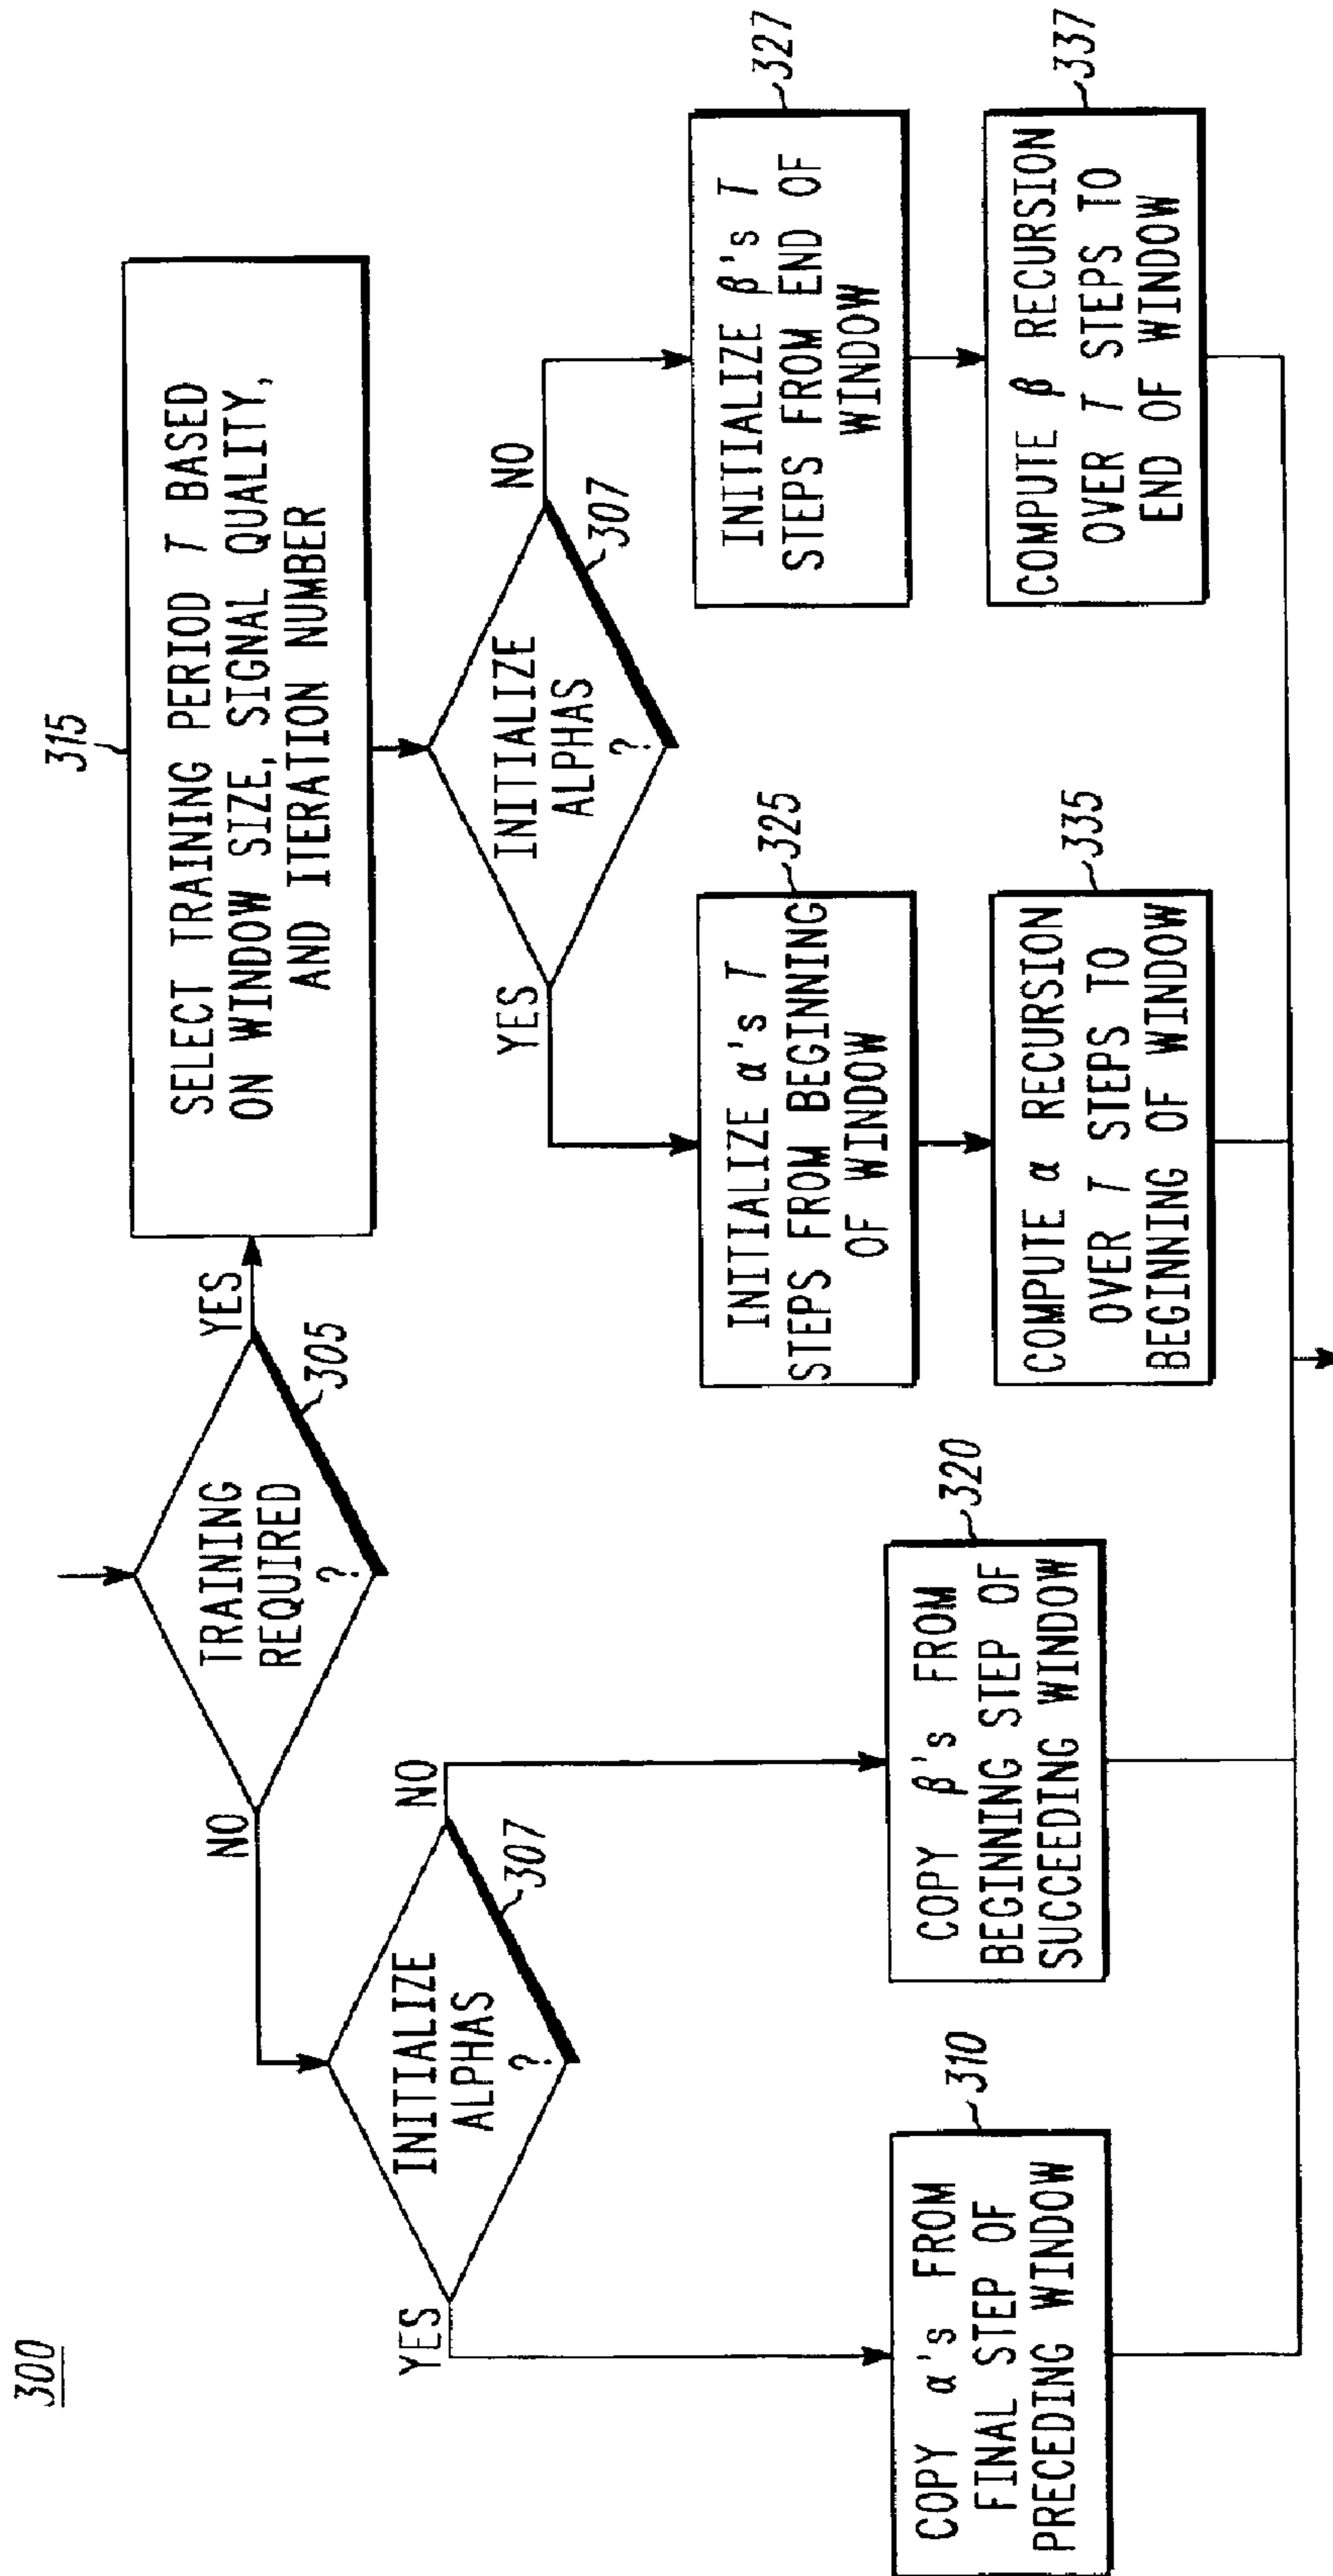 300
TRAINING
REQUIRED
?
305
NO
YES
315
SELECT TRAINING PERIOD T BASED
ON WINDOW SIZE, SIGNAL QUALITY,
AND ITERATION NUMBER
INITIALIZE
ALPHAS
?
307
YES
NO
INITIALIZE
ALPHAS
?
307
YES
NO
310
COPY α's FROM
FINAL STEP OF
PRECEDING WINDOW
320
COPY β's FROM
BEGINNING STEP OF
SUCCEEDING WINDOW
325
INITIALIZE α's T
STEPS FROM BEGINNING
OF WINDOW
327
INITIALIZE β's T
STEPS FROM END OF
WINDOW
335
COMPUTE α RECURSION
OVER T STEPS TO
BEGINNING OF WINDOW
337
COMPUTE β RECURSION
OVER T STEPS TO
END OF WINDOW